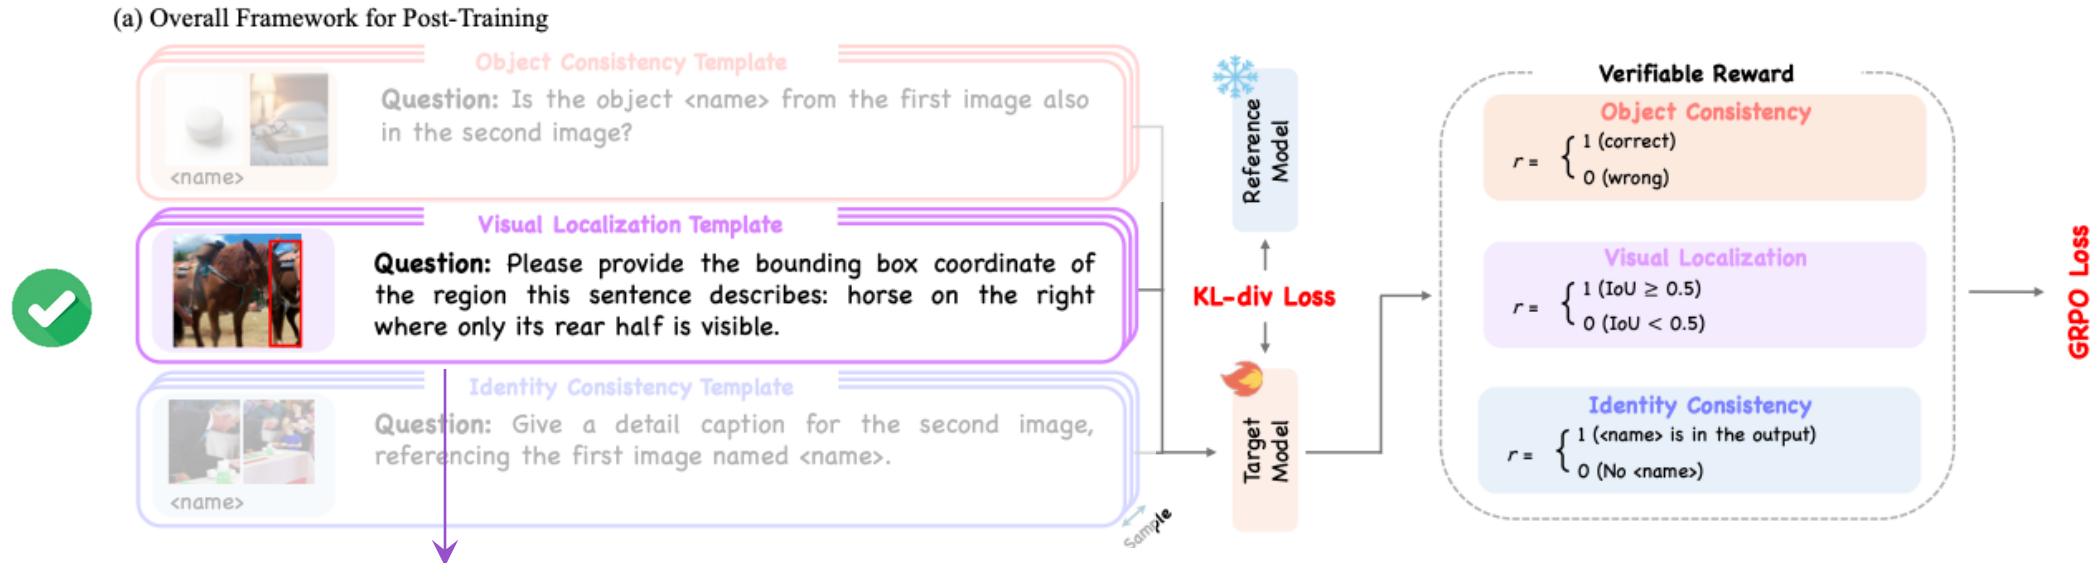 (a) Overall Framework for Post-Training
Object Consistency Template
Question: Is the object <name> from the first image also
in the second image?
<name>
Visual Localization Template
Question: Please provide the bounding box coordinate of
the region this sentence describes: horse on the right
where only its rear half is visible.
Identity Consistency Template
Question: Give a detail caption for the second image,
referencing the first image named <name>.
<name>
Sample
Reference
Model
KL-div Loss
Target
Model
Verifiable Reward
Object Consistency
r = { 1 (correct)
0 (wrong)
Visual Localization
r = { 1 (IoU ≥ 0.5)
0 (IoU < 0.5)
Identity Consistency
r = { 1 (<name> is in the output)
0 (No <name>)
GRPO Loss